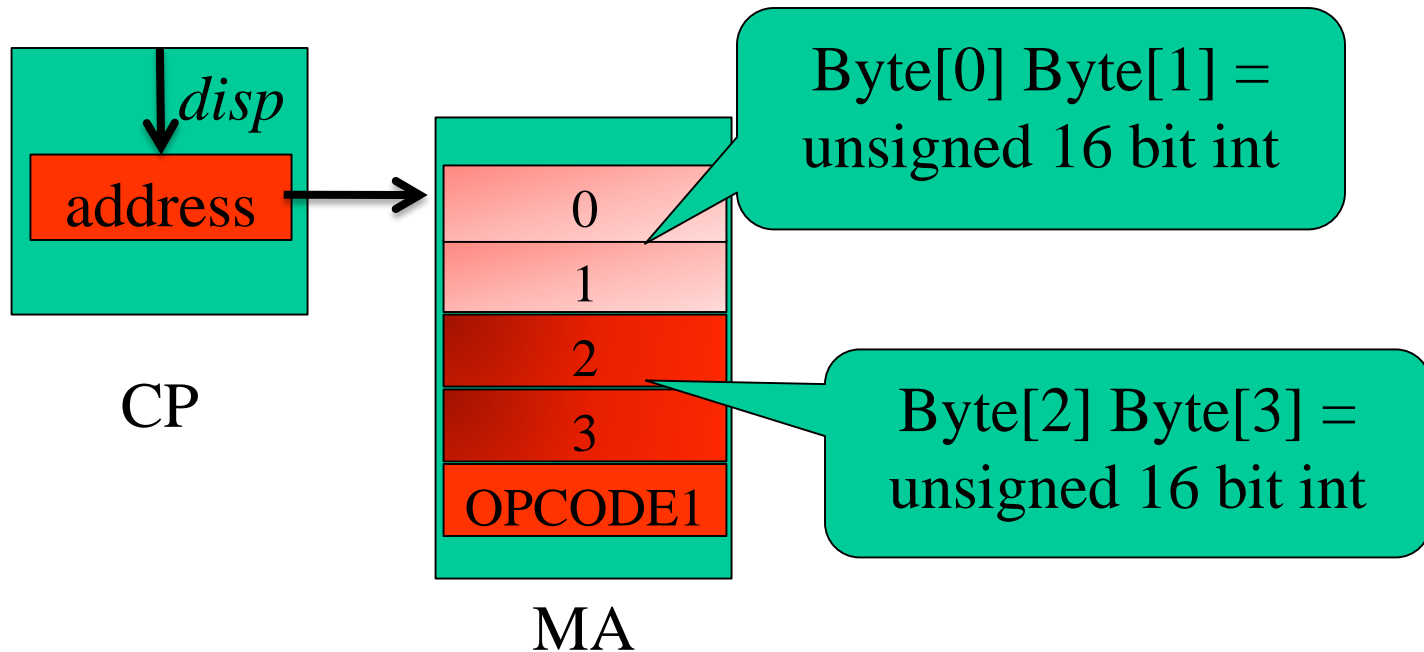 disp
address
CP
0
1
2
3
OPCODE1
MA
Byte[0] Byte[1] =
unsigned 16 bit int
Byte[2] Byte[3] =
unsigned 16 bit int